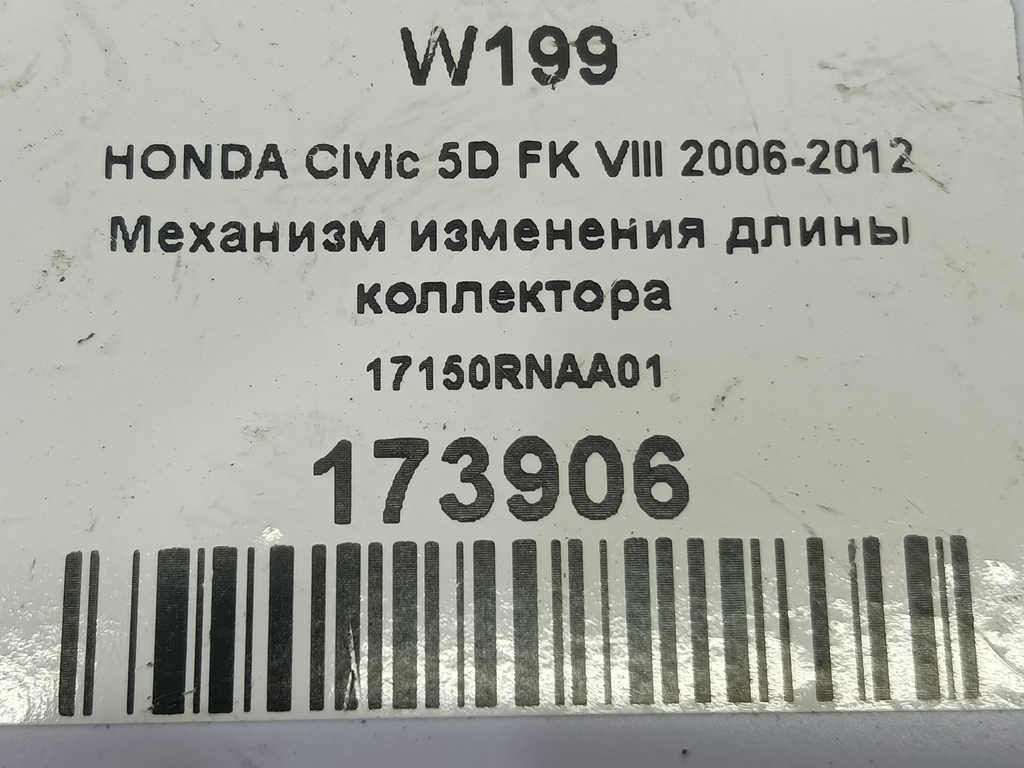 W199
HONDA Civic 5D FK VIII 2006-2012
Механизм изменения длины
коллектора
17150RNAA01
173906